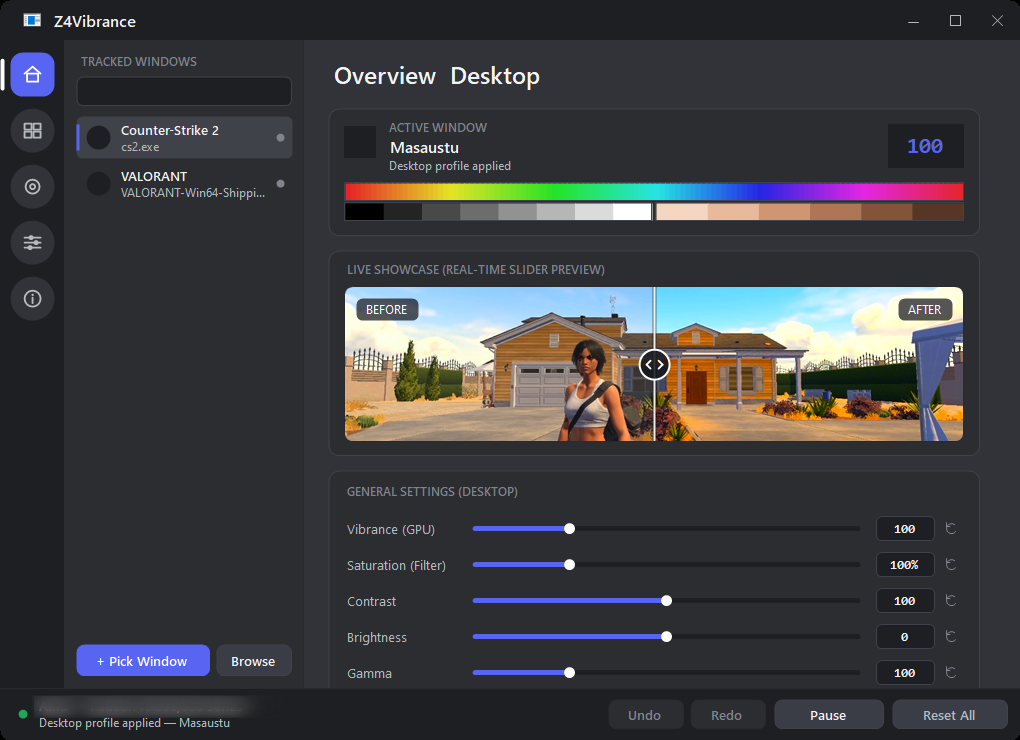 Z4Vibrance
TRACKED WINDOWS
Counter-Strike 2
cs2.exe
VALORANT
VALORANT-Win64-Shippi...
+ Pick Window
Browse
Overview Desktop
ACTIVE WINDOW
Masaustu
Desktop profile applied
100
LIVE SHOWCASE (REAL-TIME SLIDER PREVIEW)
BEFORE
AFTER
GENERAL SETTINGS (DESKTOP)
Vibrance (GPU) 100
Saturation (Filter) 100%
Contrast 100
Brightness 0
Gamma 100
Desktop profile applied — Masaustu
Undo
Redo
Pause
Reset All